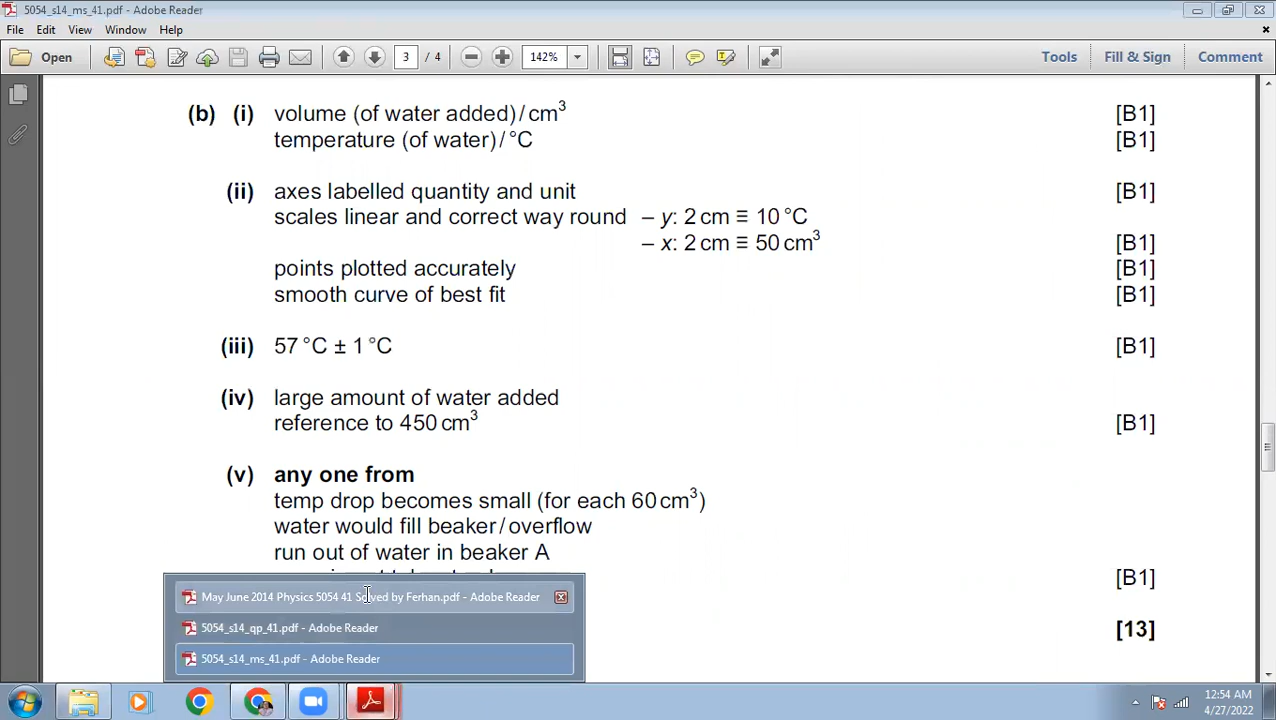 5054_s14_ms_41.pdf - Adobe Reader
File Edit View Window Help
Open 3 / 4 142% Tools Fill & Sign Comment
(b) (i) volume (of water added) / cm³ [B1]
temperature (of water) / °C [B1]
(ii) axes labelled quantity and unit [B1]
scales linear and correct way round – y: 2 cm ≡ 10 °C
– x: 2 cm ≡ 50 cm³ [B1]
points plotted accurately [B1]
smooth curve of best fit [B1]
(iii) 57 °C ± 1 °C [B1]
(iv) large amount of water added
reference to 450 cm³ [B1]
(v) any one from
temp drop becomes small (for each 60 cm³)
water would fill beaker / overflow
run out of water in beaker A
[B1]
May June 2014 Physics 5054 41 Solved by Ferhan.pdf - Adobe Reader
5054_s14_qp_41.pdf - Adobe Reader
[13]
5054_s14_ms_41.pdf - Adobe Reader
12:54 AM
4/27/2022